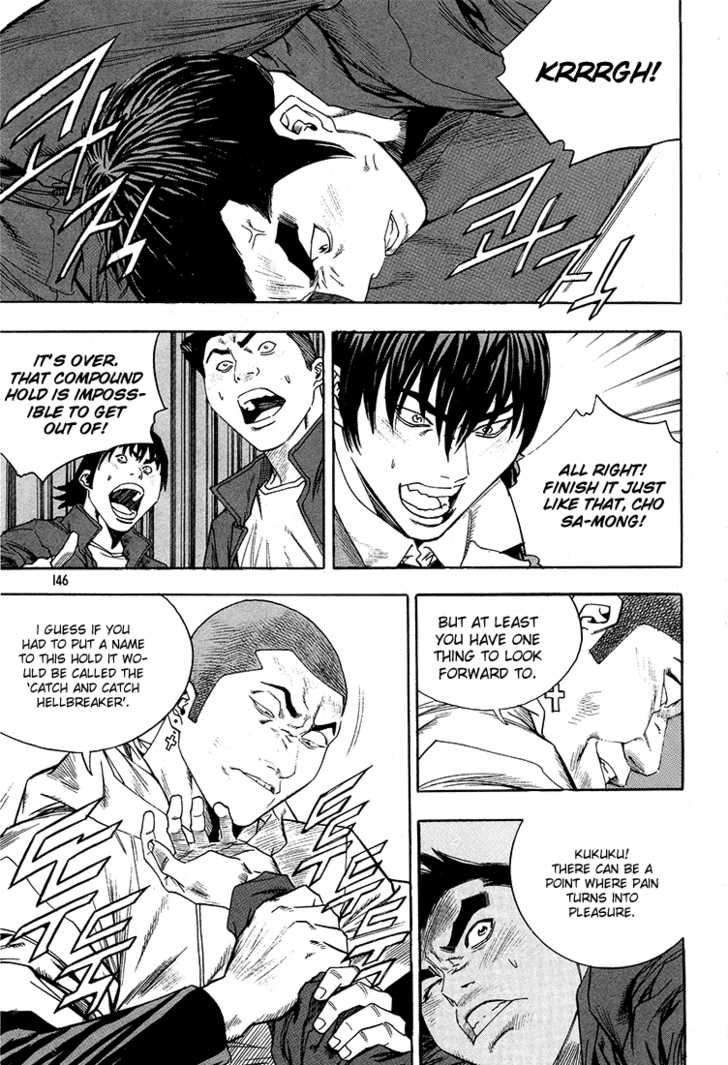 KRRRGH!
IT'S OVER.
THAT COMPOUND
HOLD IS IMPOSS-
IBLE TO GET
OUT OF!
ALL RIGHT!
FINISH IT JUST
LIKE THAT, CHO
SA-MONG!
146
I GUESS IF YOU
HAD TO PUT A NAME
TO THIS HOLD IT WO-
ULD BE CALLED THE
'CATCH AND CATCH
HELLBREAKER'.
BUT AT LEAST
YOU HAVE ONE
THING TO LOOK
FORWARD TO.
KUKUKU!
THERE CAN BE A
POINT WHERE PAIN
TURNS INTO
PLEASURE.